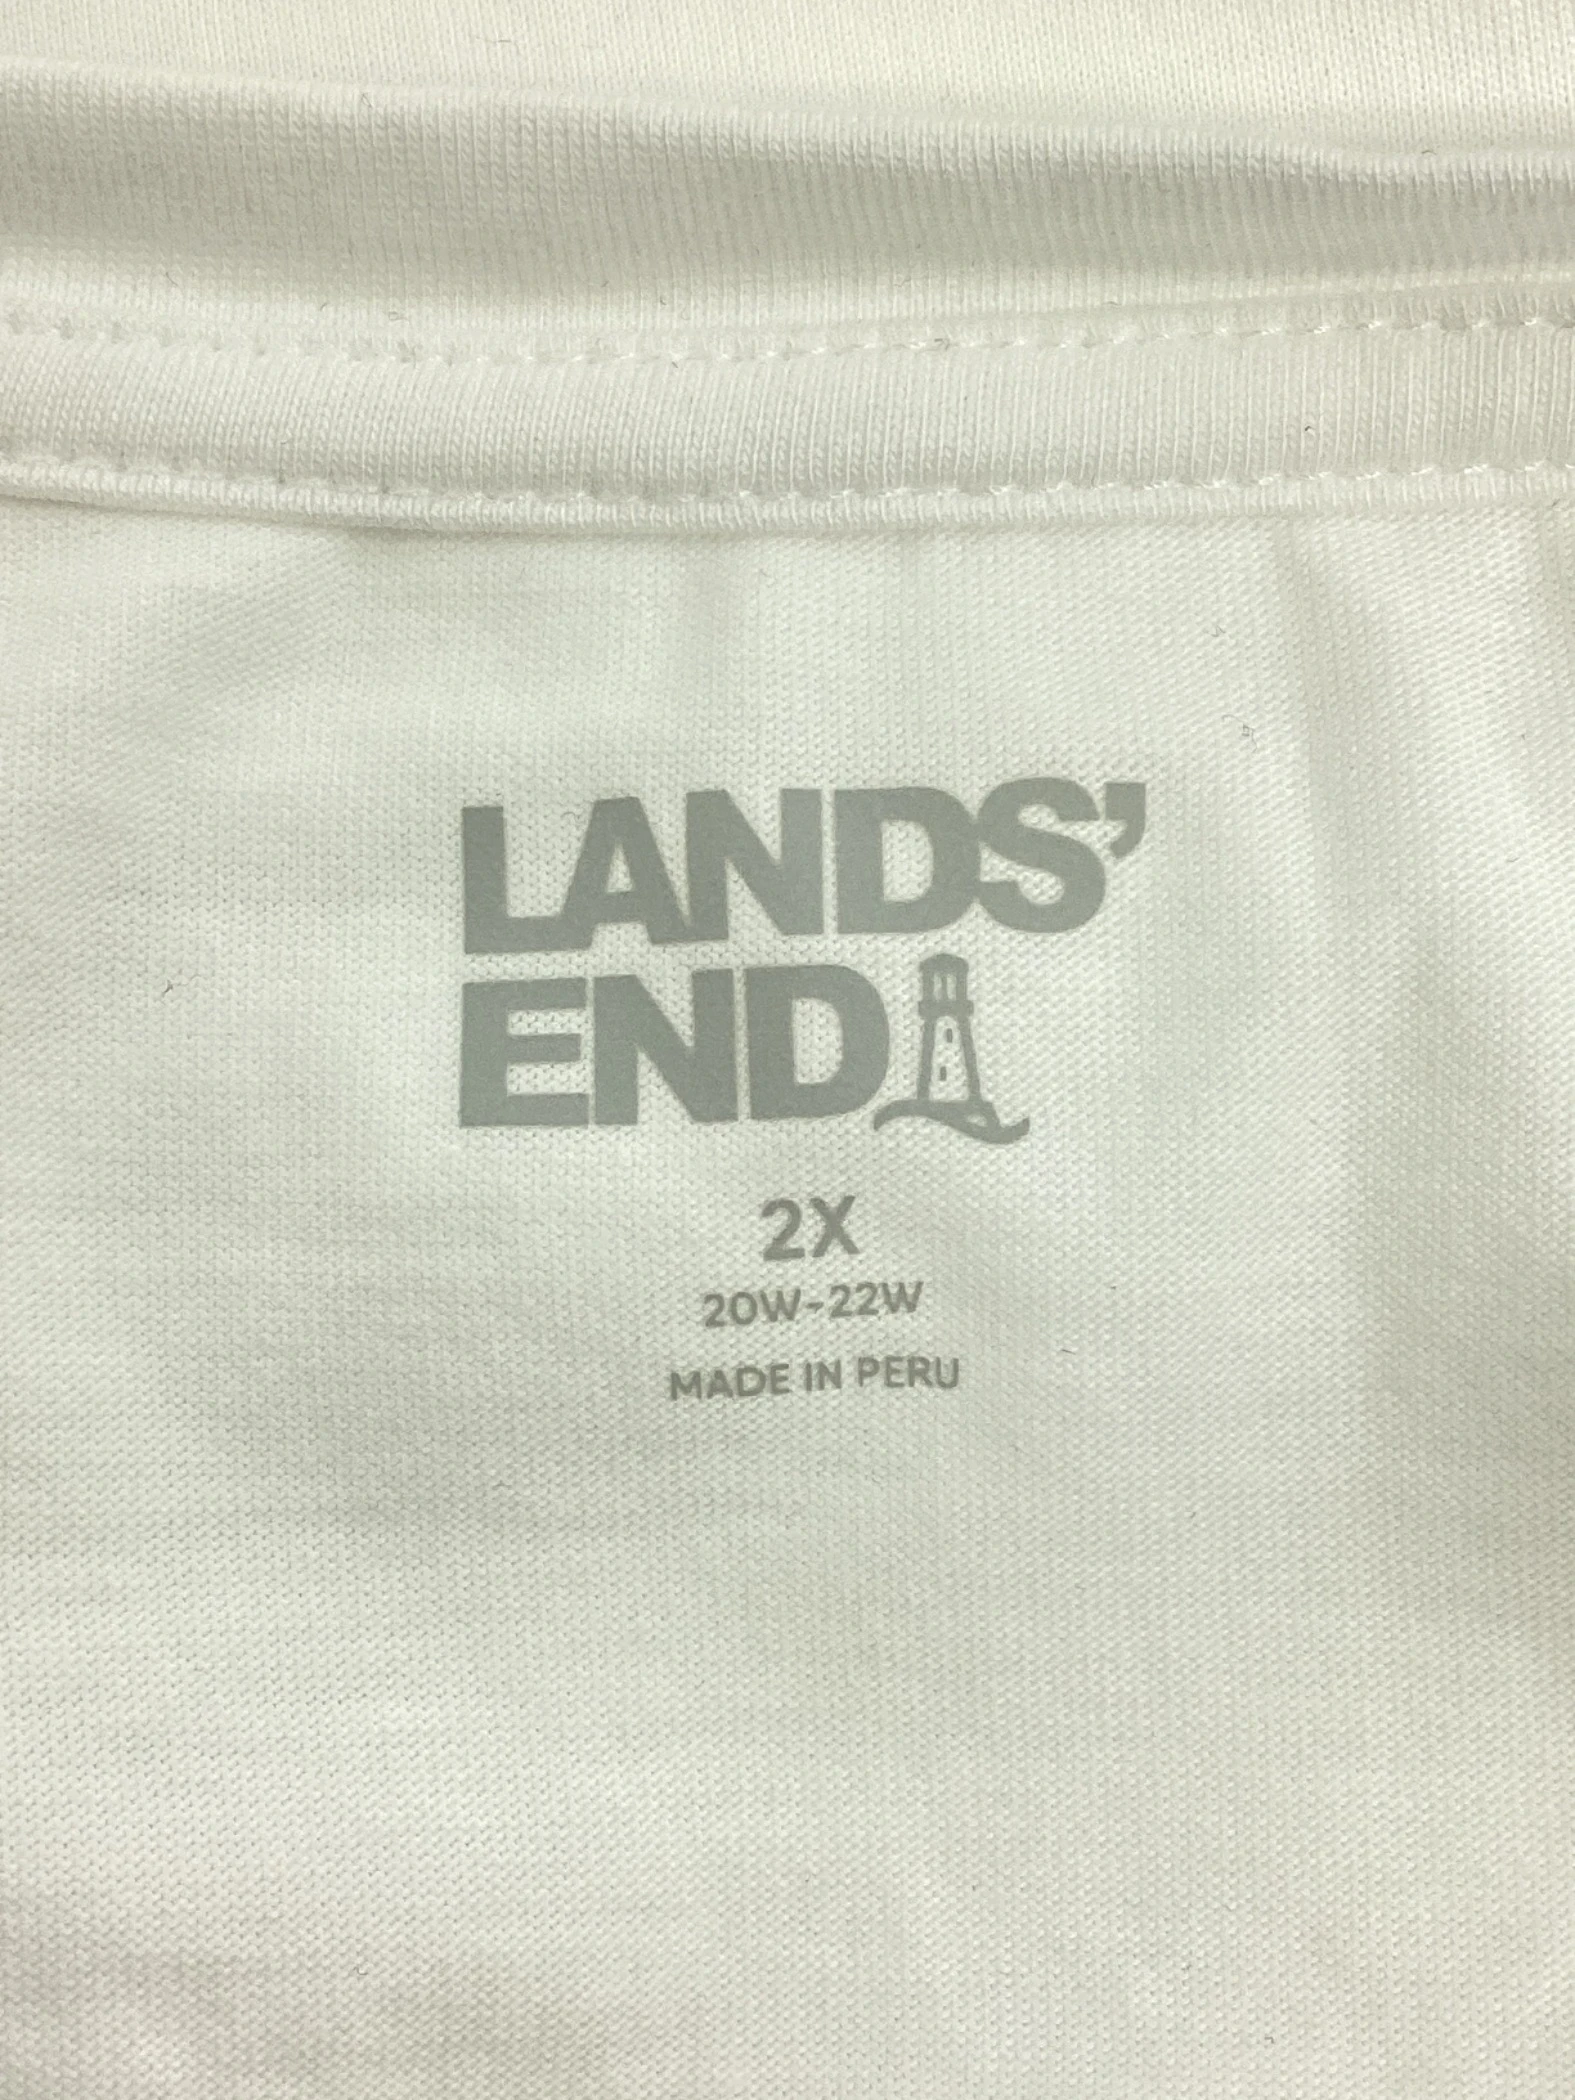 LANDS'
END
2X
20W-22W
MADE IN PERU